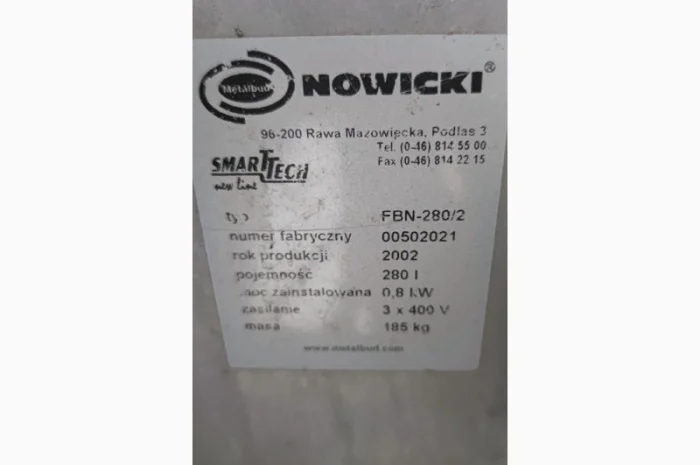 Metalbud NOWICKI®
96-200 Rawa Mazowiecka, Podlas 3
Tel. (0-46) 814 55 00
Fax (0-46) 814 22 15
SMARTTECH
new line
typ FBN-280/2
numer fabryczny 00502021
rok produkcji 2002
pojemność 280 l
moc zainstalowana 0,8 kW
zasilanie 3 x 400 V
masa 185 kg
www.metalbud.com